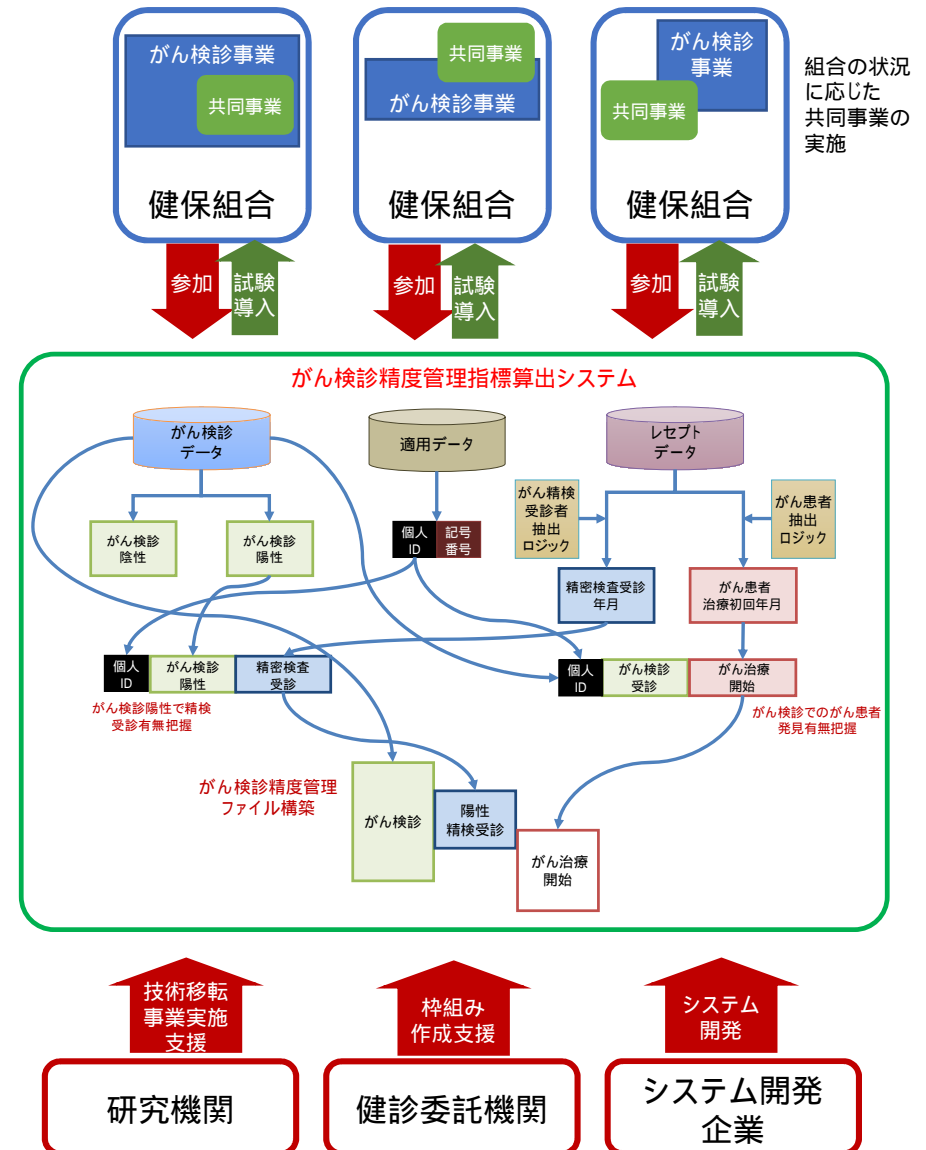 がん検診事業
共同事業
健保組合
共同事業
がん検診事業
健保組合
がん検診
事業
共同事業
健保組合
組合の状況
に応じた
共同事業の
実施
参加
試験
導入
参加
試験
導入
参加
試験
導入
がん検診精度管理指標算出システム
がん検診
データ
適用データ
レセプト
データ
がん精検
受診者
抽出
ロジック
がん患者
抽出
ロジック
がん検診
陰性
がん検診
陽性
個人
ID
記号
番号
精密検査受診
年月
がん患者
治療初回年月
個人
ID
がん検診
陽性
精密検査
受診
がん検診陽性で精検
受診有無把握
個人
ID
がん検診
受診
がん治療
開始
がん検診でのがん患者
発見有無把握
がん検診精度管理
ファイル構築
がん検診
陽性
精検受診
がん治療
開始
技術移転
事業実施
支援
枠組み
作成支援
システム
開発
研究機関
健診委託機関
システム開発
企業